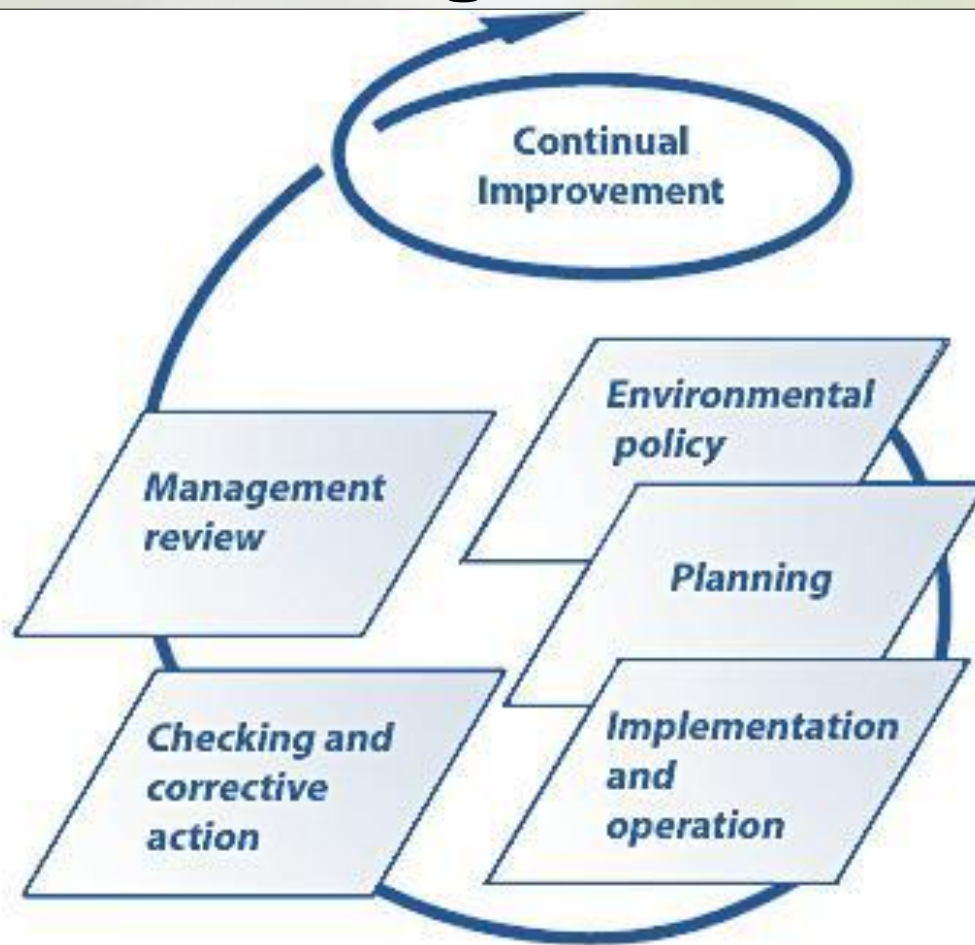 Continual
Improvement
Environmental
policy
Planning
Implementation
and
operation
Checking and
corrective
action
Management
review